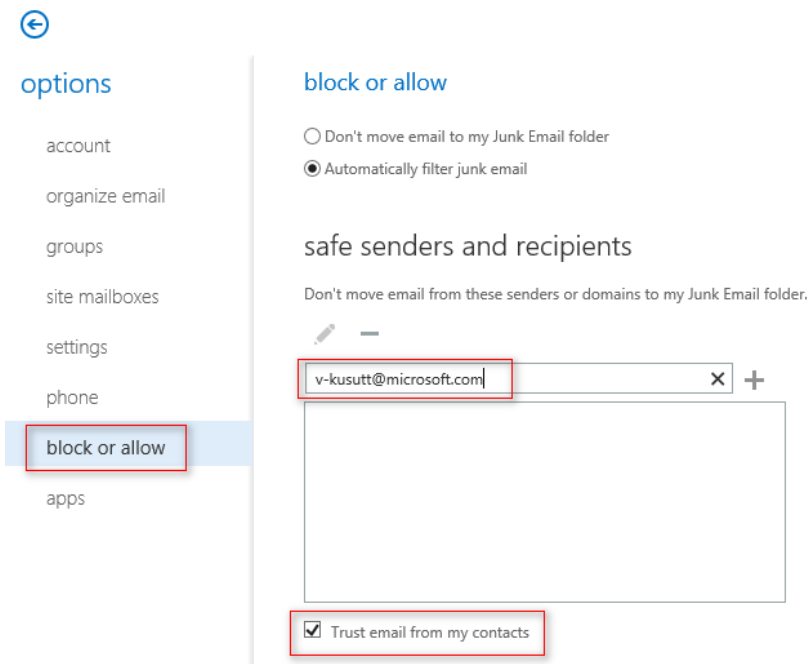 options
account
organize email
groups
site mailboxes
settings
phone
block or allow
apps
block or allow
Don't move email to my Junk Email folder
Automatically filter junk email
safe senders and recipients
Don't move email from these senders or domains to my Junk Email folder.
v-kusutt@microsoft.com
Trust email from my contacts